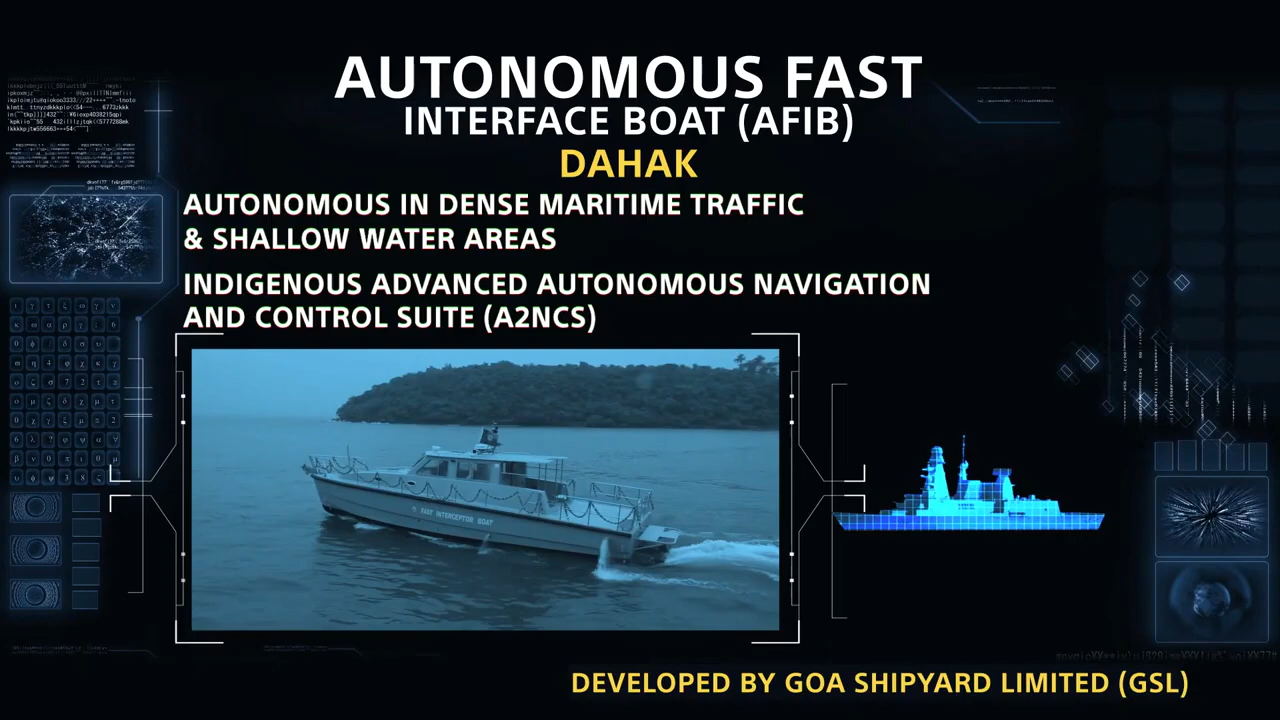 AUTONOMOUS FAST
INTERFACE BOAT (AFIB)
DAHAK
AUTONOMOUS IN DENSE MARITIME TRAFFIC
& SHALLOW WATER AREAS
INDIGENOUS ADVANCED AUTONOMOUS NAVIGATION
AND CONTROL SUITE (A2NCS)
FAST INTERCEPTOR BOAT
DEVELOPED BY GOA SHIPYARD LIMITED (GSL)